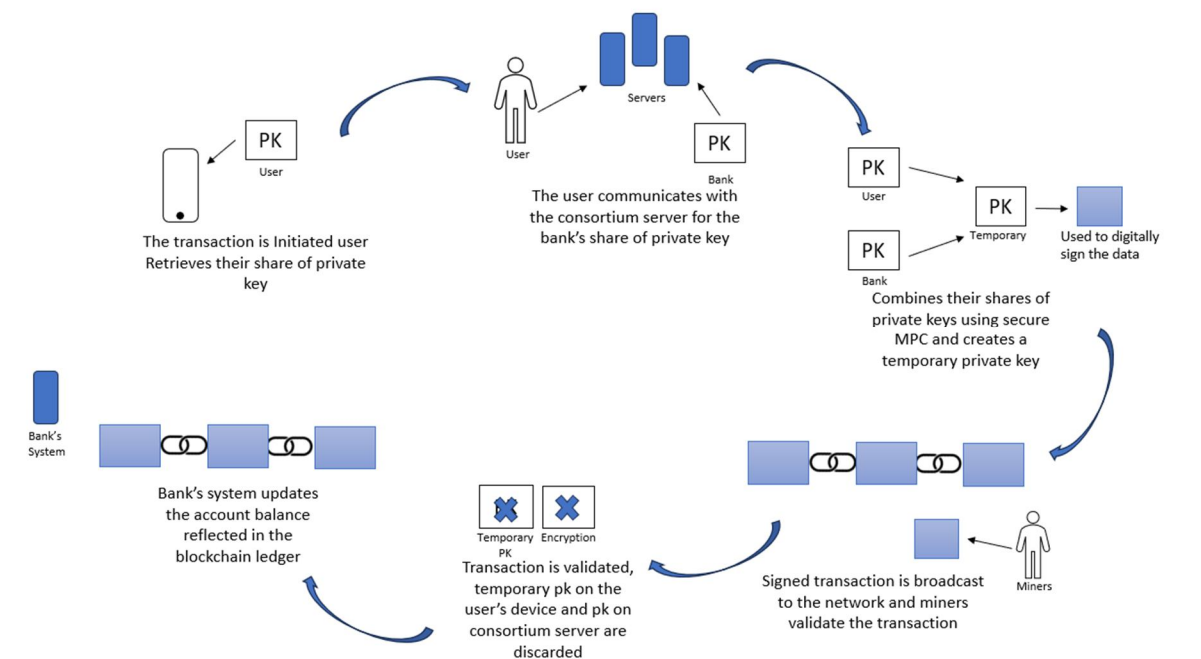 PK
User
The transaction is Initiated user
Retrieves their share of private
key
Servers
User
PK
Bank
The user communicates with
the consortium server for the
bank's share of private key
PK
User
PK
Bank
PK
Temporary
Used to digitally
sign the data
Combines their shares of
private keys using secure
MPC and creates a
temporary private key
Miners
Signed transaction is broadcast
to the network and miners
validate the transaction
Temporary
PK
Encryption
Transaction is validated,
temporary pk on the
user's device and pk on
consortium server are
discarded
Bank's
System
Bank's system updates
the account balance
reflected in the
blockchain ledger